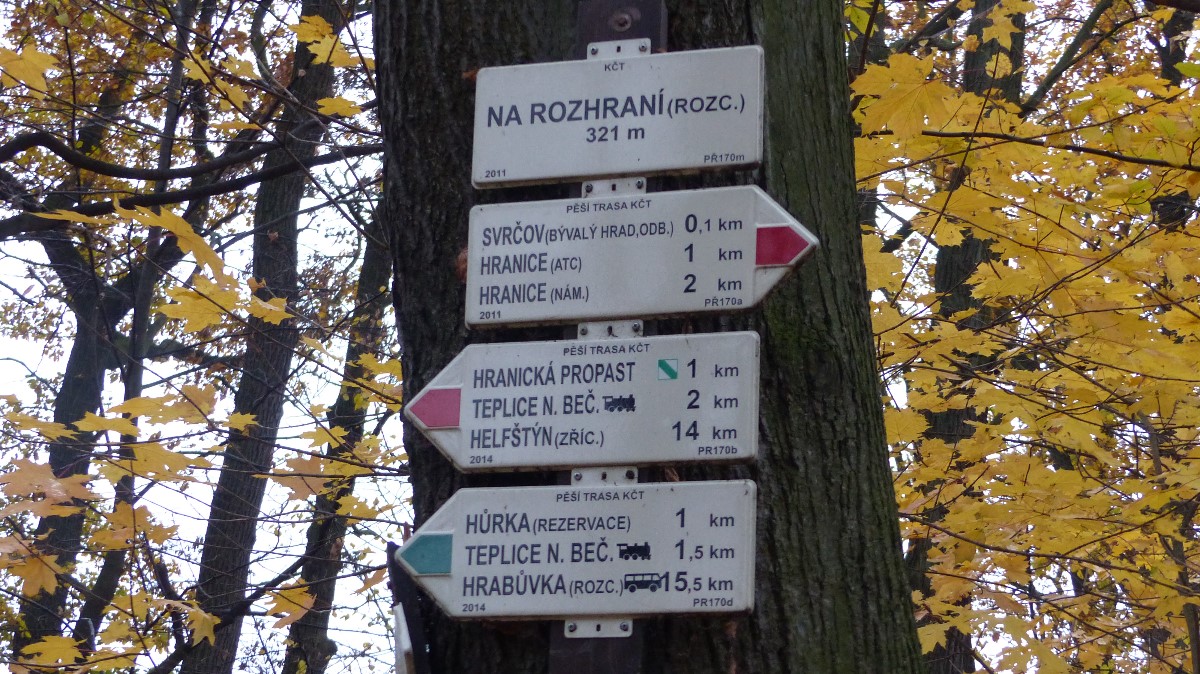 KČT
NA ROZHRANÍ (ROZC.)
321 m
2011 PŘ170m
PĚŠÍ TRASA KČT
SVRČOV (BÝVALÝ HRAD,ODB.) 0,1 km
HRANICE (ATC) 1 km
HRANICE (NÁM.) 2 km
2011 PŘ170a
PĚŠÍ TRASA KČT
HRANICKÁ PROPAST 1 km
TEPLICE N. BEČ. 2 km
HELFŠTÝN (ZŘÍC.) 14 km
2014 PR170b
PĚŠÍ TRASA KČT
HŮRKA (REZERVACE) 1 km
TEPLICE N. BEČ. 1,5 km
HRABŮVKA (ROZC.) 15,5 km
2014 PR170d